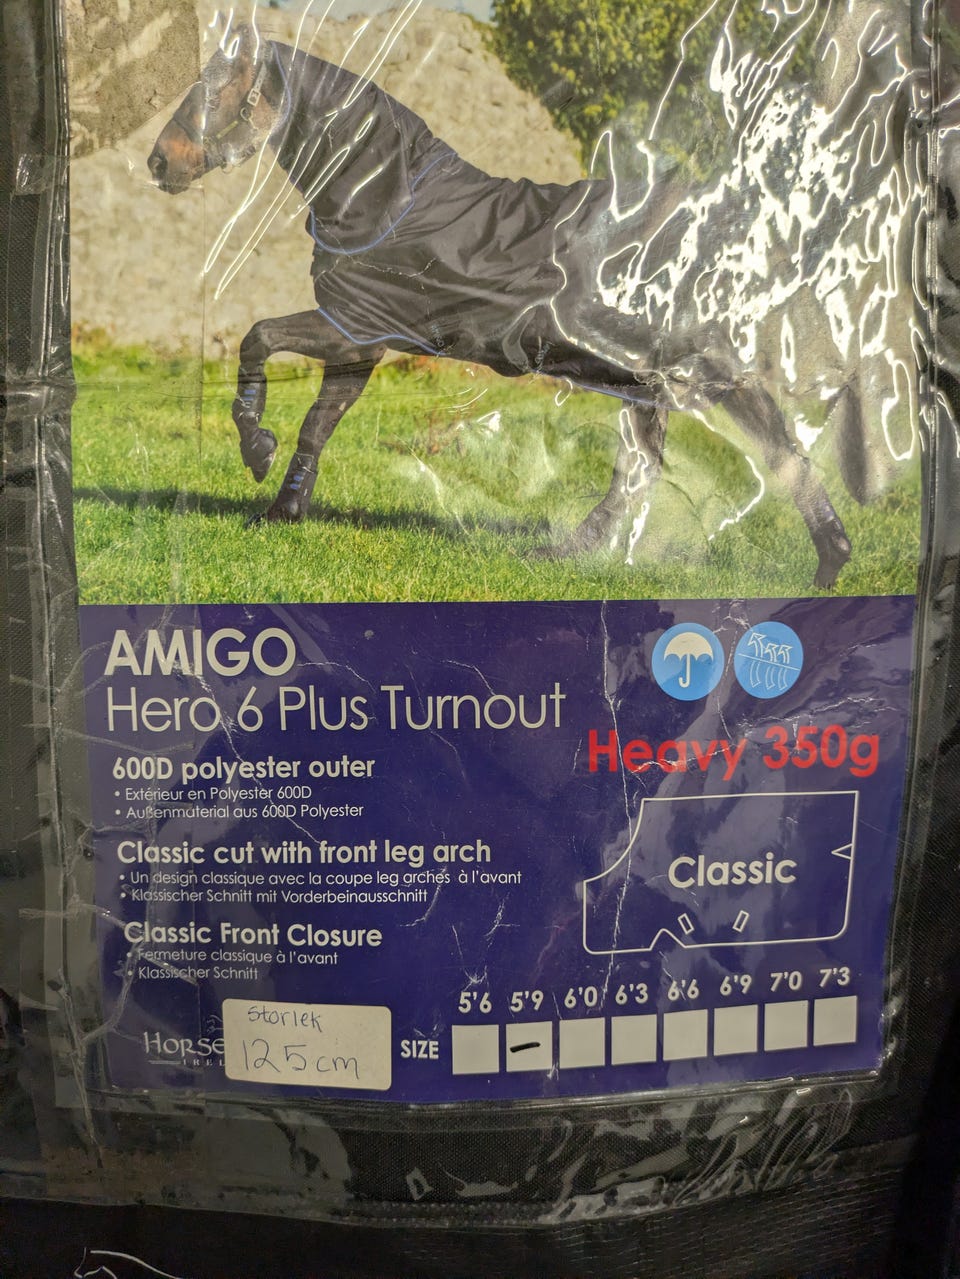 AMIGO
Hero 6 Plus Turnout
Heavy 350g
600D polyester outer
• Extérieur en Polyester 600D
• Außenmaterial aus 600D Polyester
Classic cut with front leg arch
• Un design classique avec la coupe leg arches à l'avant
• Klassischer Schnitt mit Vorderbeinausschnitt
Classic
Classic Front Closure
• Fermeture classique à l'avant
• Klassischer Schnitt
5'6 5'9 6'0 6'3 6'6 6'9 7'0 7'3
SIZE
Storlek
125cm
HORSE